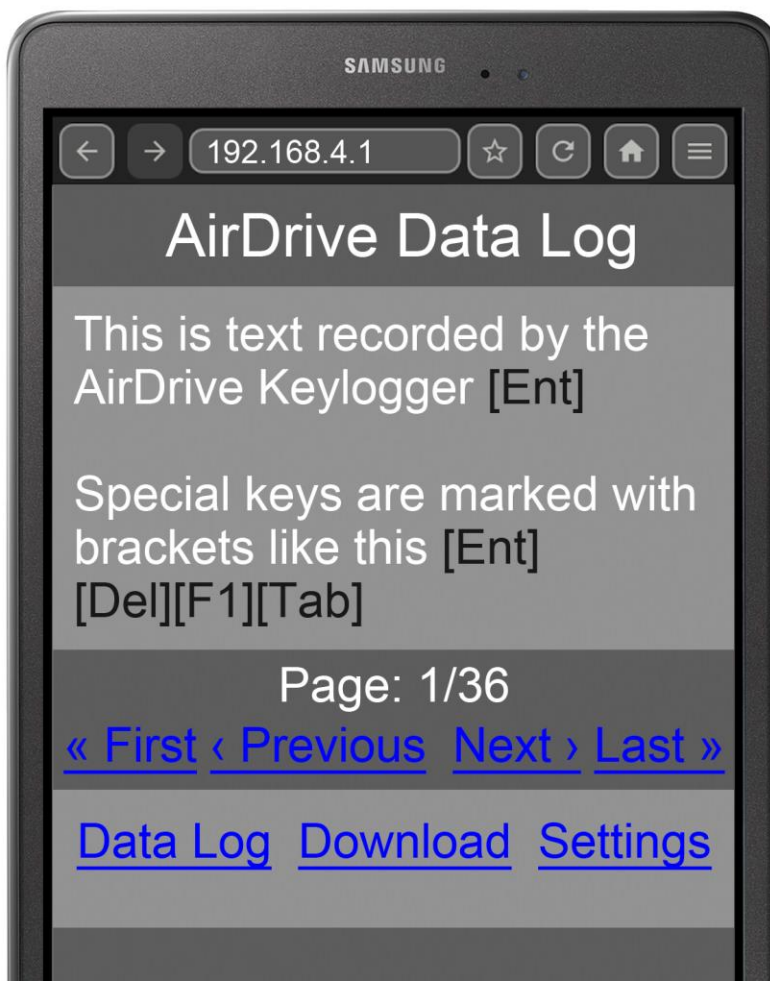 SAMSUNG
192.168.4.1
AirDrive Data Log
This is text recorded by the
AirDrive Keylogger [Ent]
Special keys are marked with
brackets like this [Ent]
[Del][F1][Tab]
Page: 1/36
« First ‹ Previous Next › Last »
Data Log Download Settings